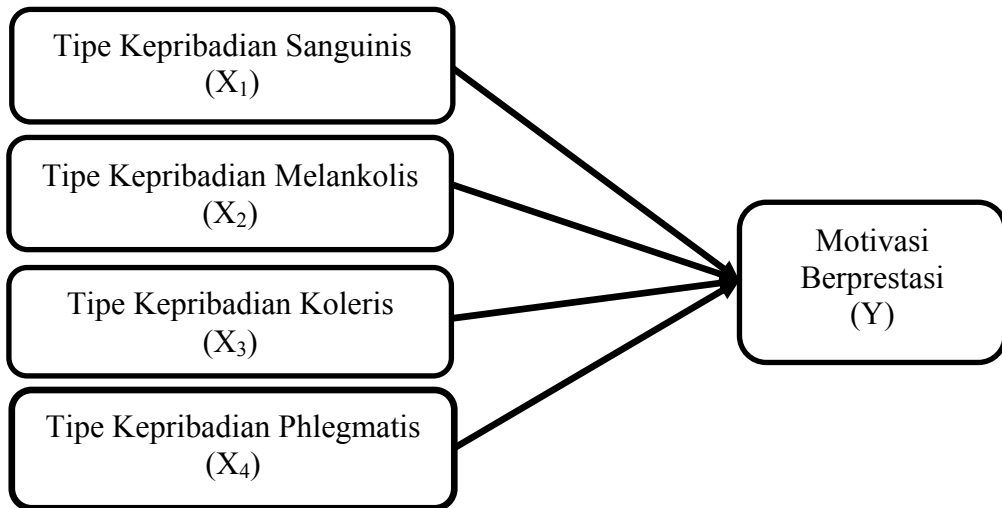 Tipe Kepribadian Sanguinis
(X₁)
Tipe Kepribadian Melankolis
(X₂)
Tipe Kepribadian Koleris
(X₃)
Tipe Kepribadian Phlegmatis
(X₄)
Motivasi
Berprestasi
(Y)